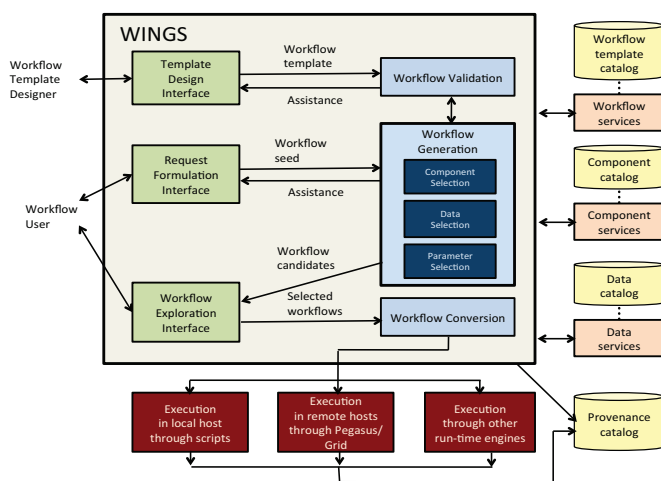 WINGS
Workflow
Template
Designer
Template
Design
Interface
Workflow
template
Assistance
Workflow Validation
Workflow
template
catalog
Workflow
services
Request
Formulation
Interface
Workflow
seed
Assistance
Workflow
Generation
Component
Selection
Data
Selection
Parameter
Selection
Component
catalog
Component
services
Workflow
User
Workflow
candidates
Workflow
Exploration
Interface
Selected
workflows
Workflow Conversion
Data
catalog
Data
services
Execution
in local host
through scripts
Execution
in remote hosts
through Pegasus/
Grid
Execution
through other
run-time engines
Provenance
catalog